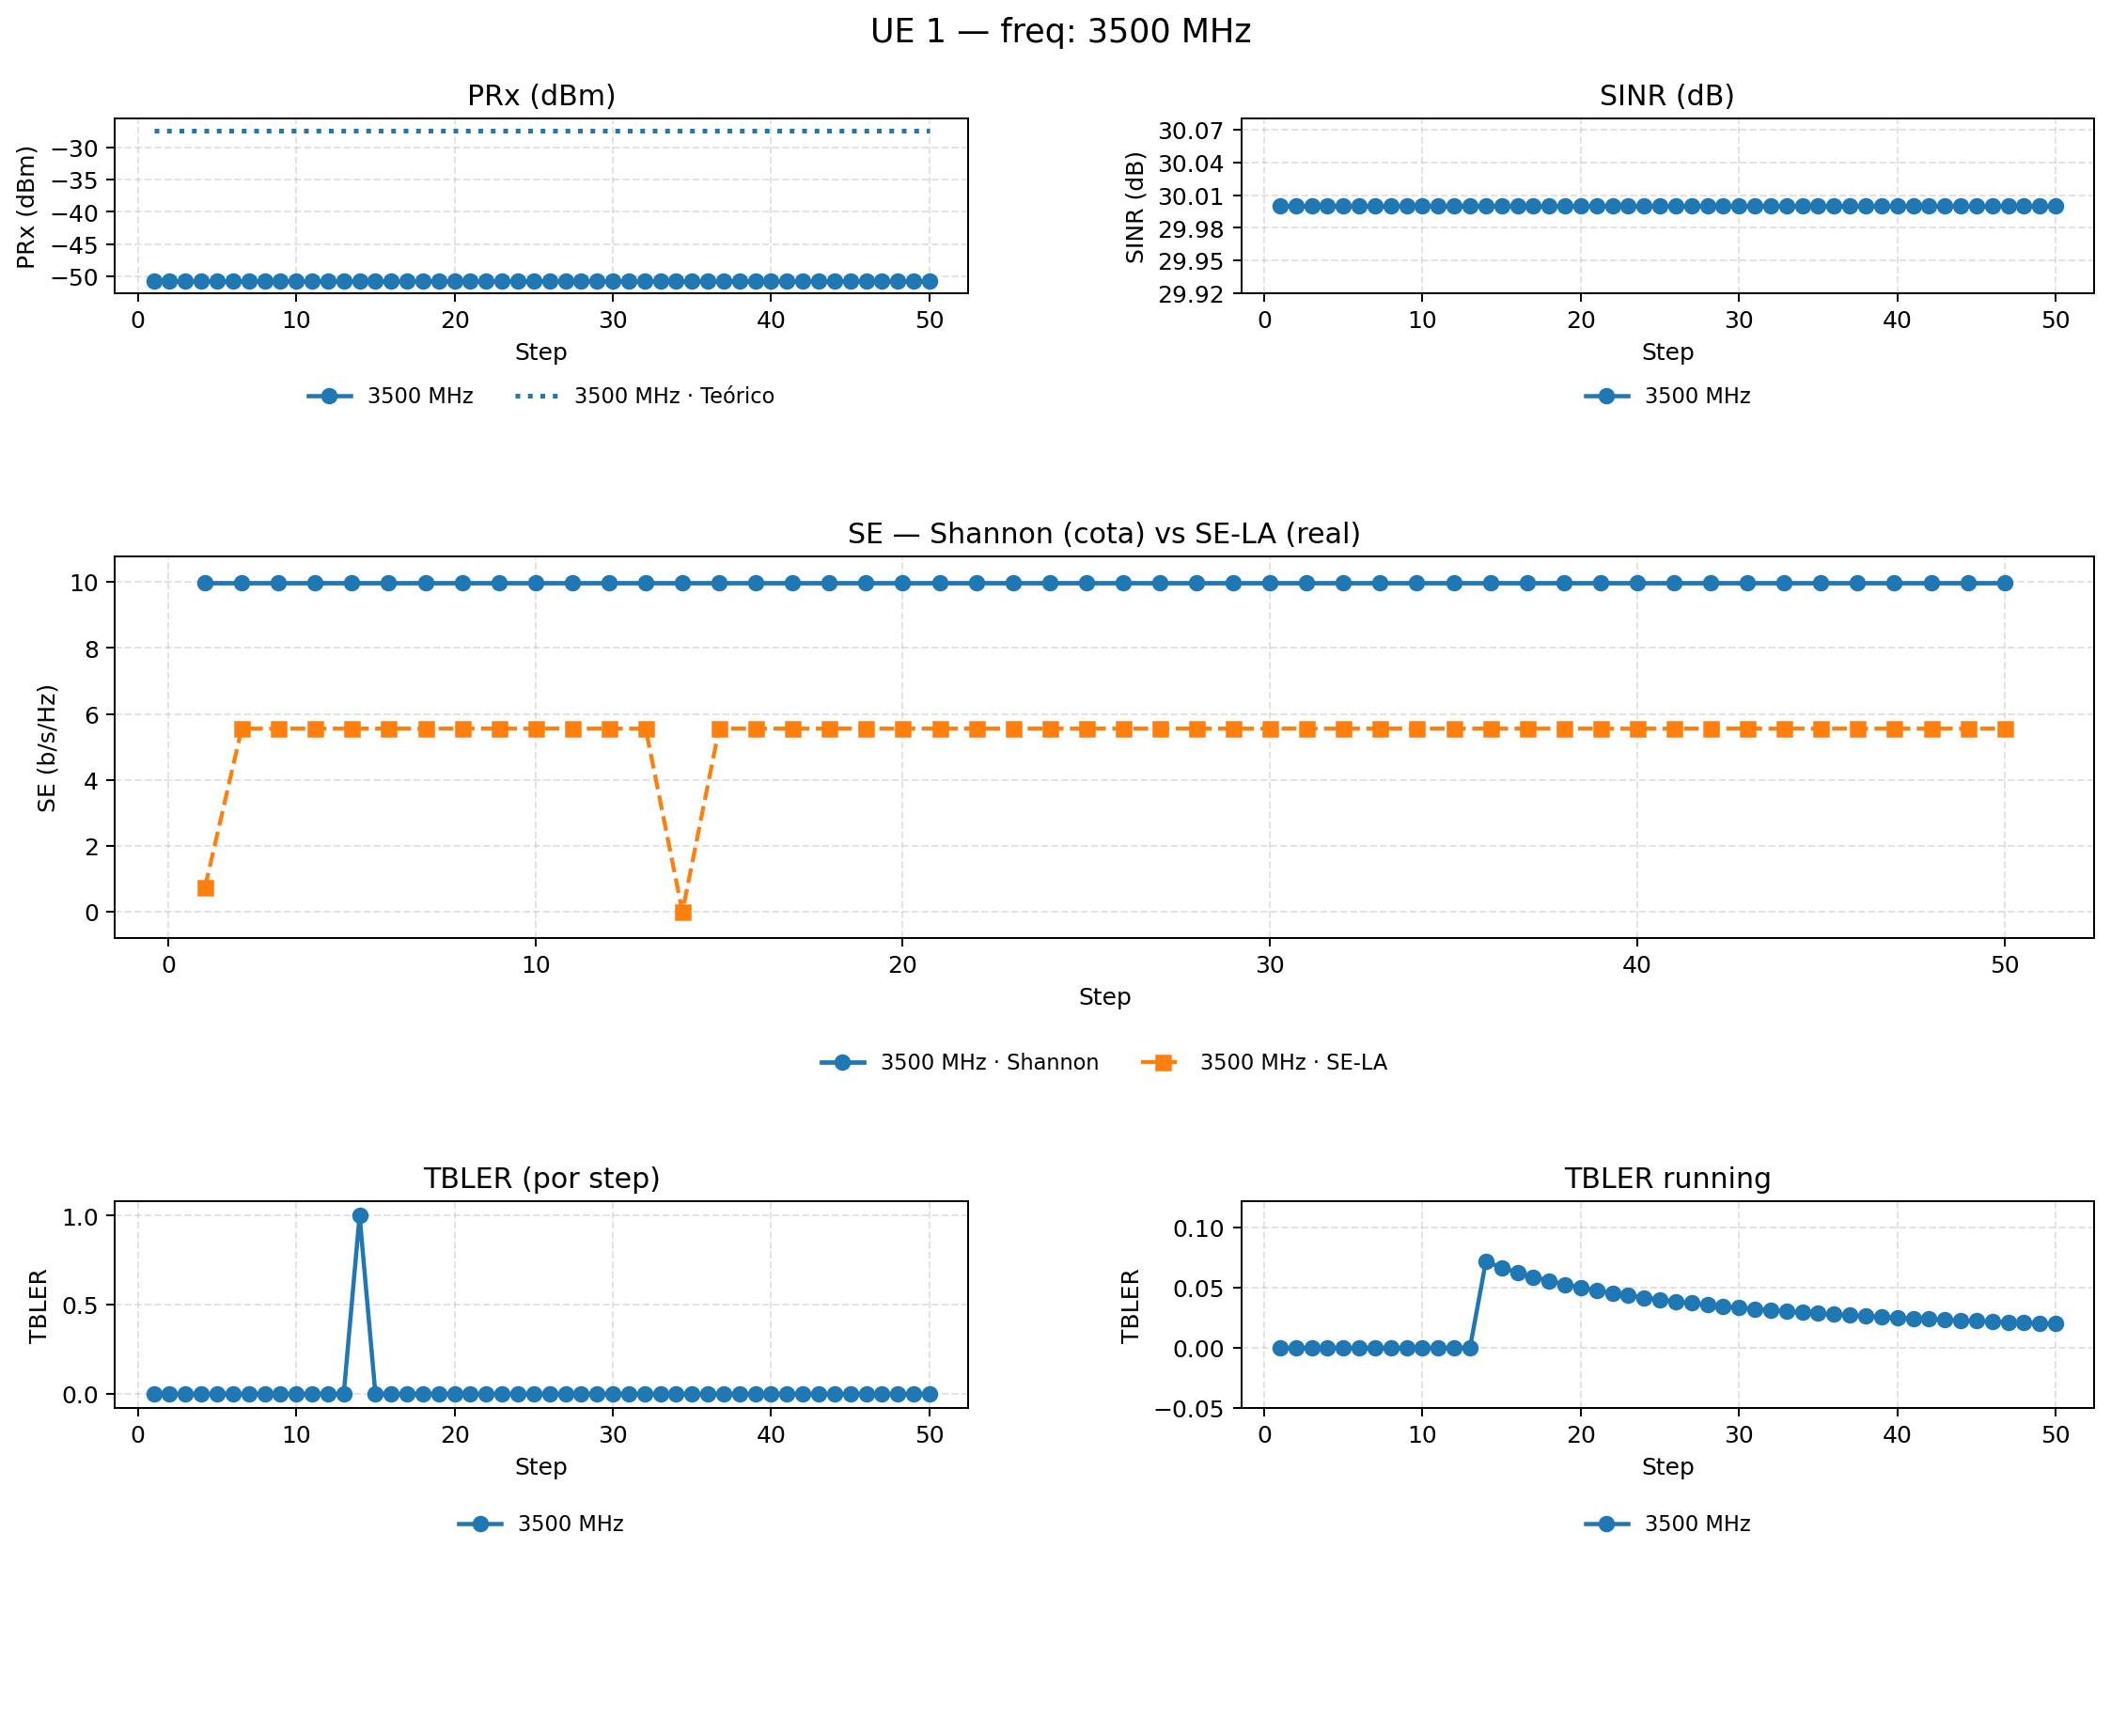 UE 1 — freq: 3500 MHz
PRx (dBm)
PRx (dBm)
−30
−35
−40
−45
−50
0 10 20 30 40 50
Step
3500 MHz 3500 MHz · Teórico
SINR (dB)
SINR (dB)
30.07
30.04
30.01
29.98
29.95
29.92
0 10 20 30 40 50
Step
3500 MHz
SE — Shannon (cota) vs SE-LA (real)
SE (b/s/Hz)
10
8
6
4
2
0
0 10 20 30 40 50
Step
3500 MHz · Shannon 3500 MHz · SE-LA
TBLER (por step)
TBLER
1.0
0.5
0.0
0 10 20 30 40 50
Step
3500 MHz
TBLER running
TBLER
0.10
0.05
0.00
−0.05
0 10 20 30 40 50
Step
3500 MHz